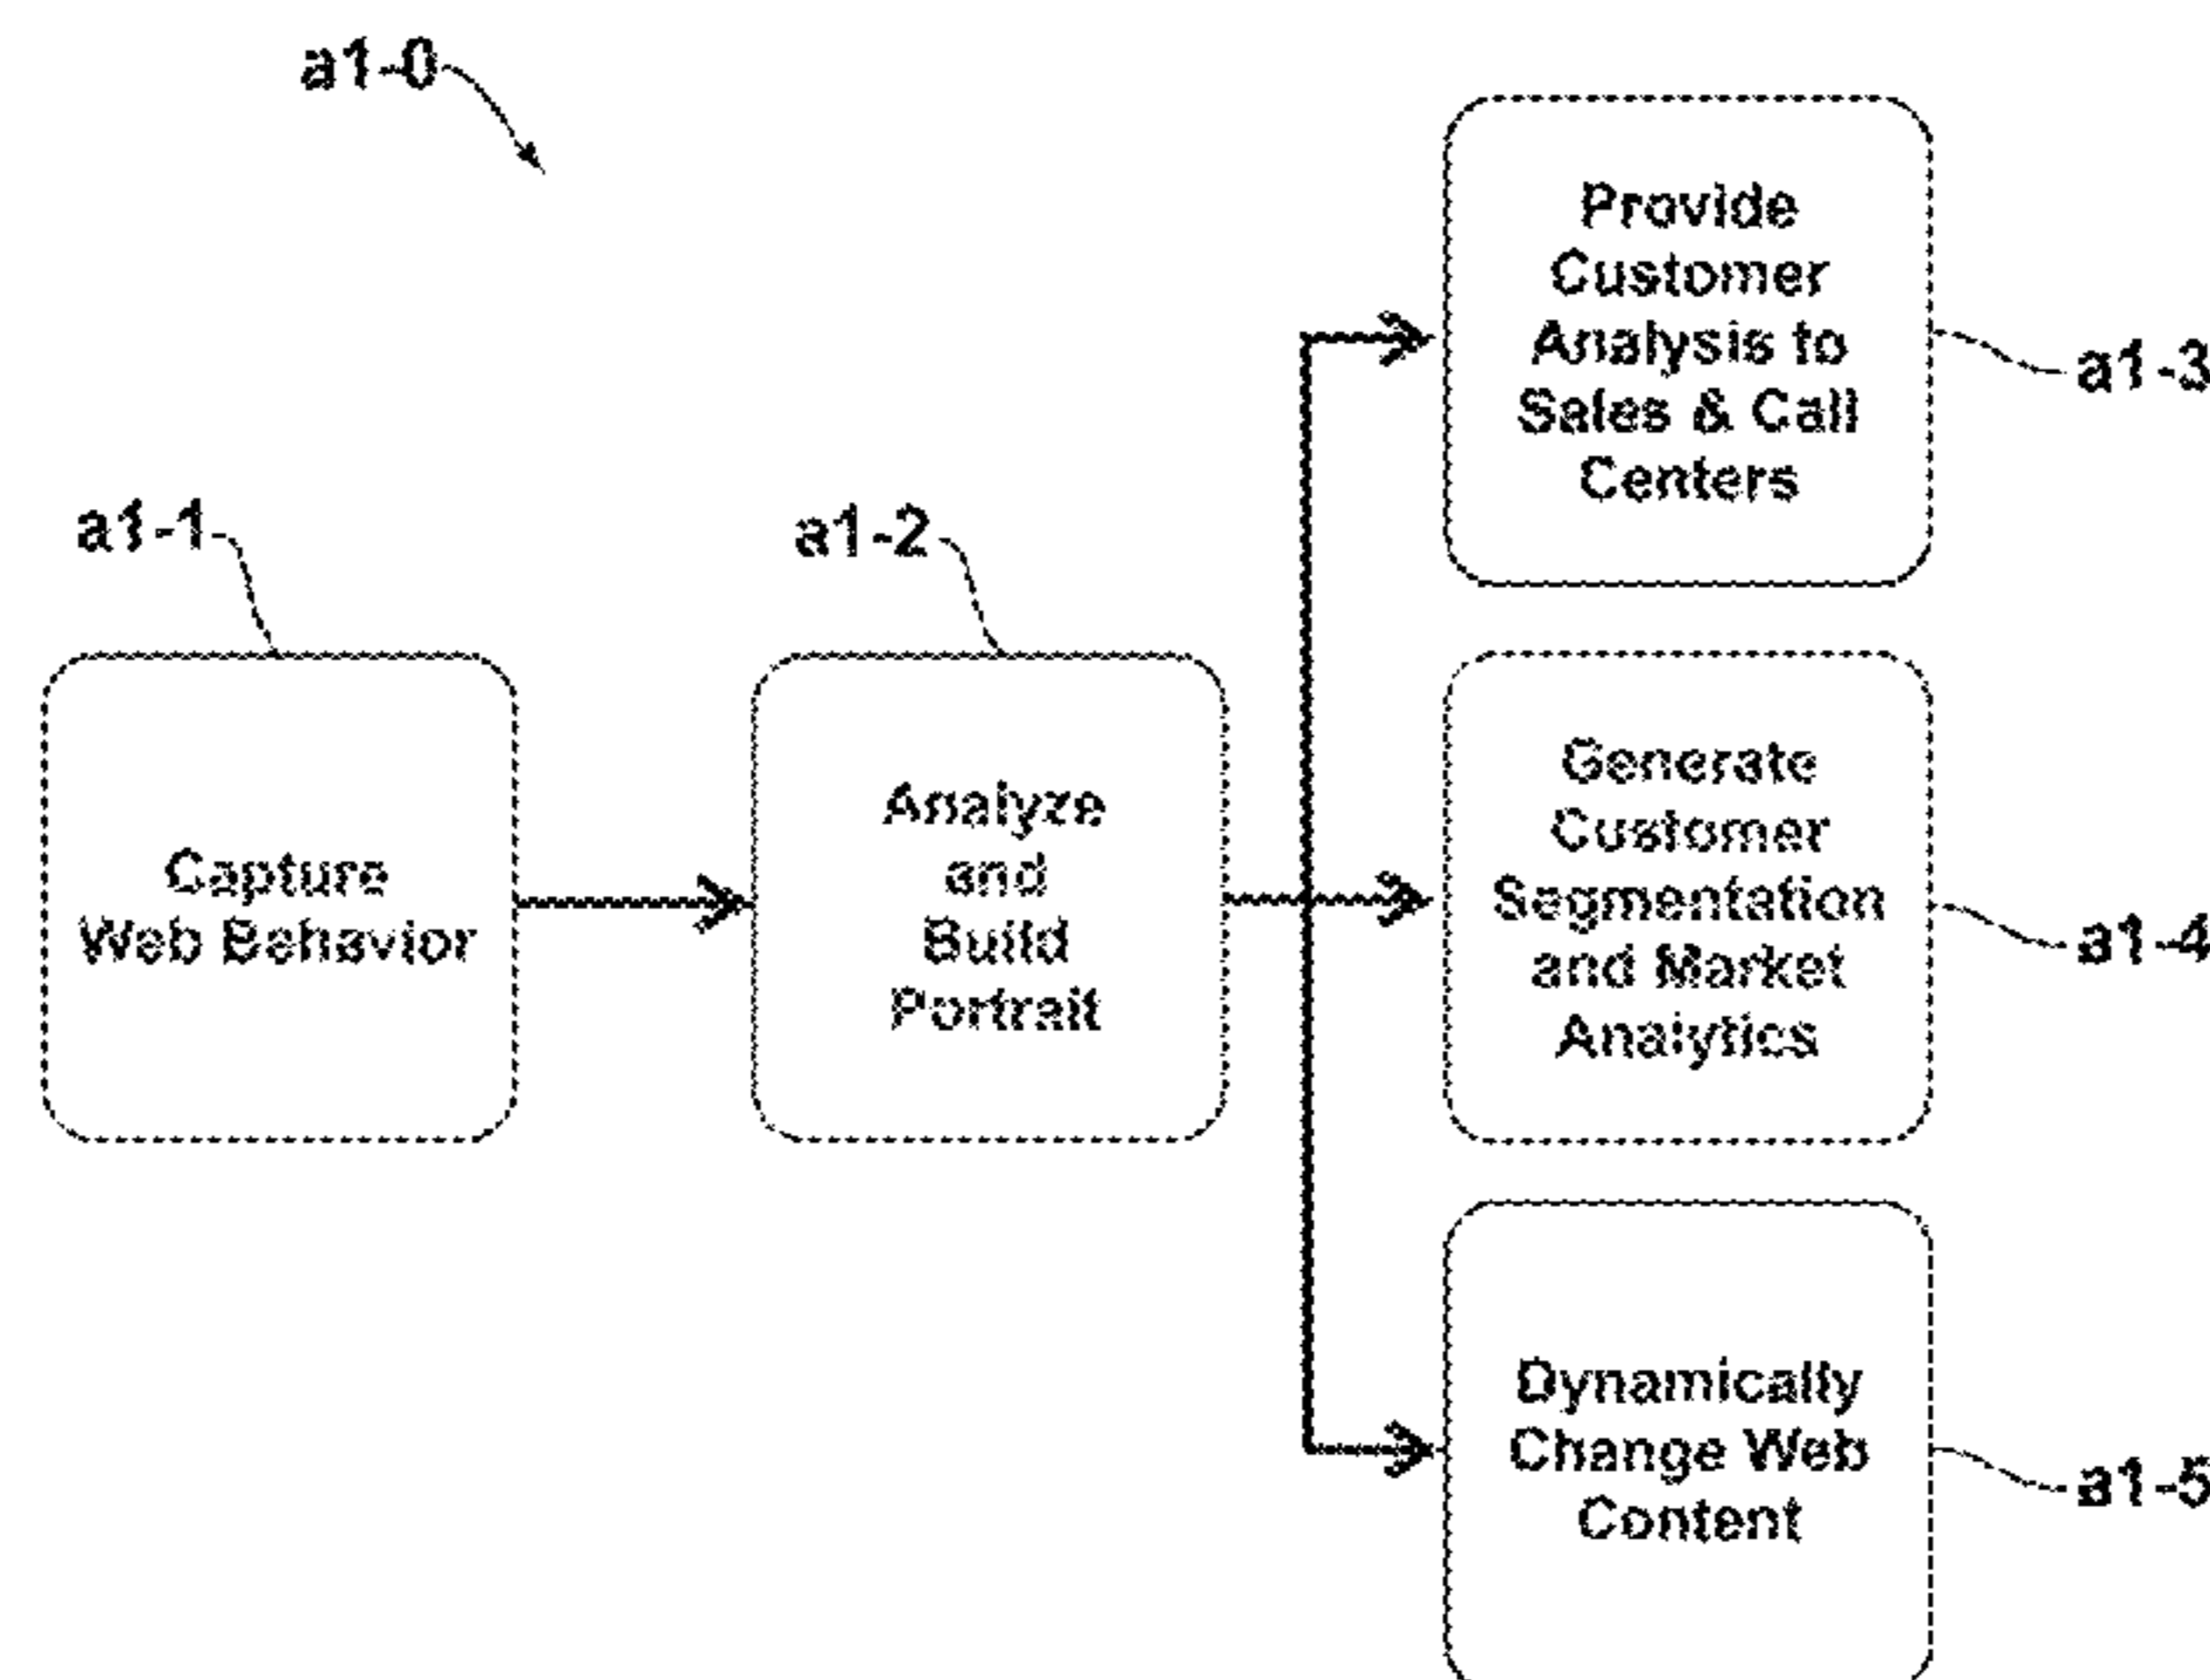 a1-0
a1-1
Capture
Web Behavior
a1-2
Analyze
and
Build
Portrait
Provide
Customer
Analysis to
Sales & Call
Centers
a1-3
Generate
Customer
Segmentation
and Market
Analytics
a1-4
Dynamically
Change Web
Content
a1-5